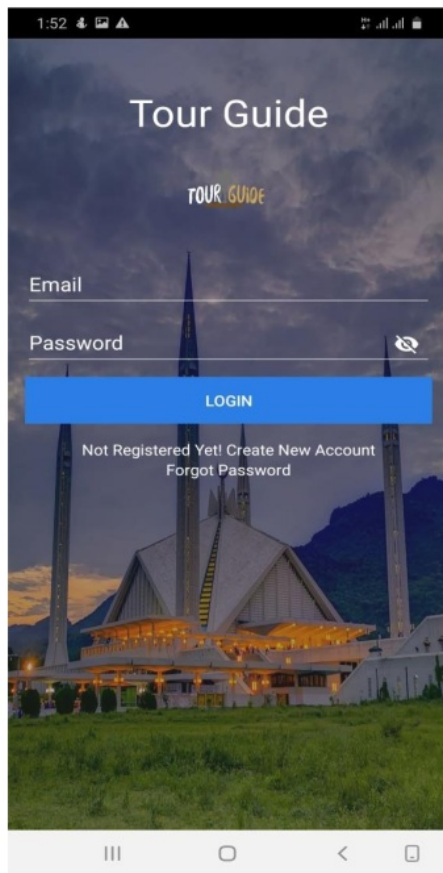 1:52
Tour Guide
TOUR GUIDE
Email
Password
LOGIN
Not Registered Yet! Create New Account
Forgot Password